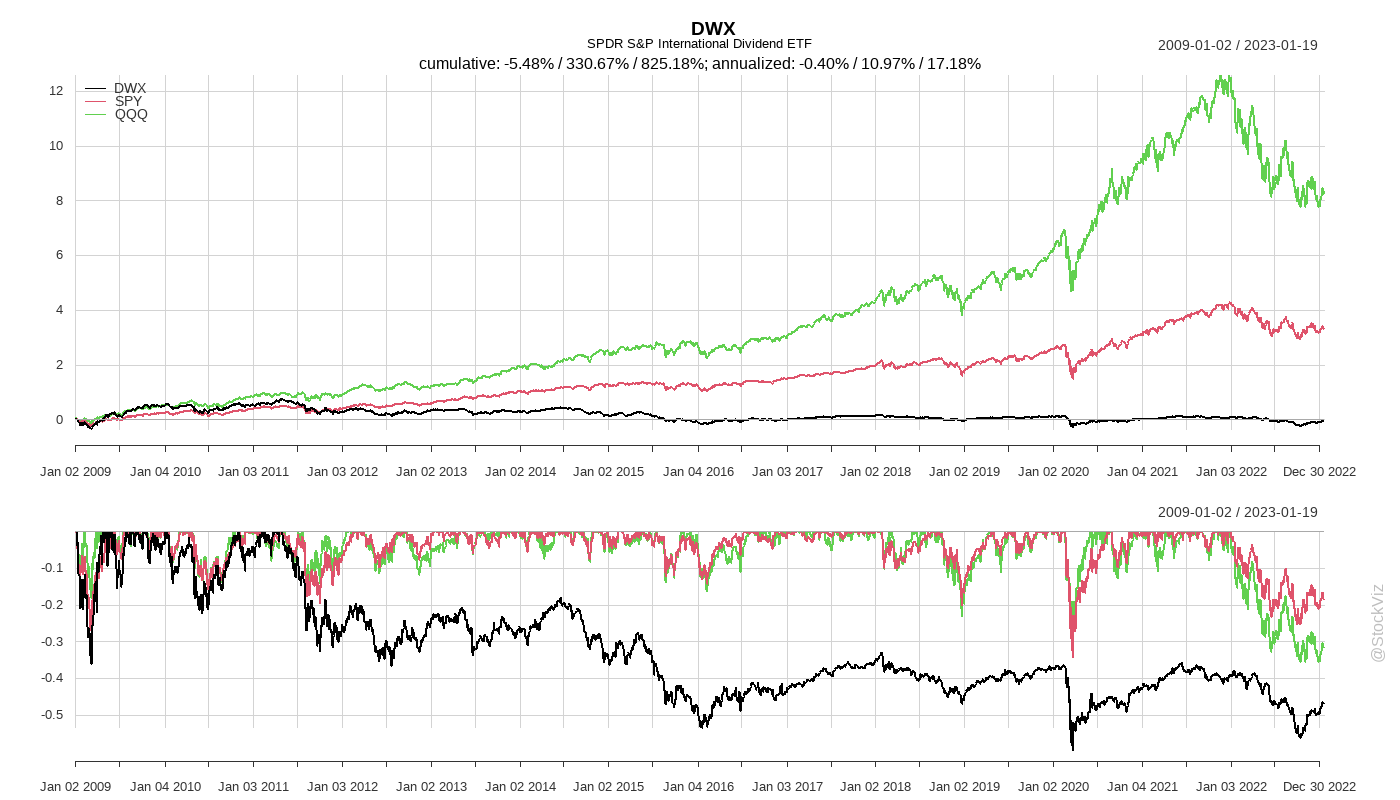 DWX
SPDR S&P International Dividend ETF
2009-01-02 / 2023-01-19
cumulative: -5.48% / 330.67% / 825.18%; annualized: -0.40% / 10.97% / 17.18%
DWX
SPY
QQQ
12
10
8
6
4
2
0
Jan 02 2009 Jan 04 2010 Jan 03 2011 Jan 03 2012 Jan 02 2013 Jan 02 2014 Jan 02 2015 Jan 04 2016 Jan 03 2017 Jan 02 2018 Jan 02 2019 Jan 02 2020 Jan 04 2021 Jan 03 2022 Dec 30 2022
2009-01-02 / 2023-01-19
-0.1
-0.2
-0.3
-0.4
-0.5
Jan 02 2009 Jan 04 2010 Jan 03 2011 Jan 03 2012 Jan 02 2013 Jan 02 2014 Jan 02 2015 Jan 04 2016 Jan 03 2017 Jan 02 2018 Jan 02 2019 Jan 02 2020 Jan 04 2021 Jan 03 2022 Dec 30 2022
@StockViz